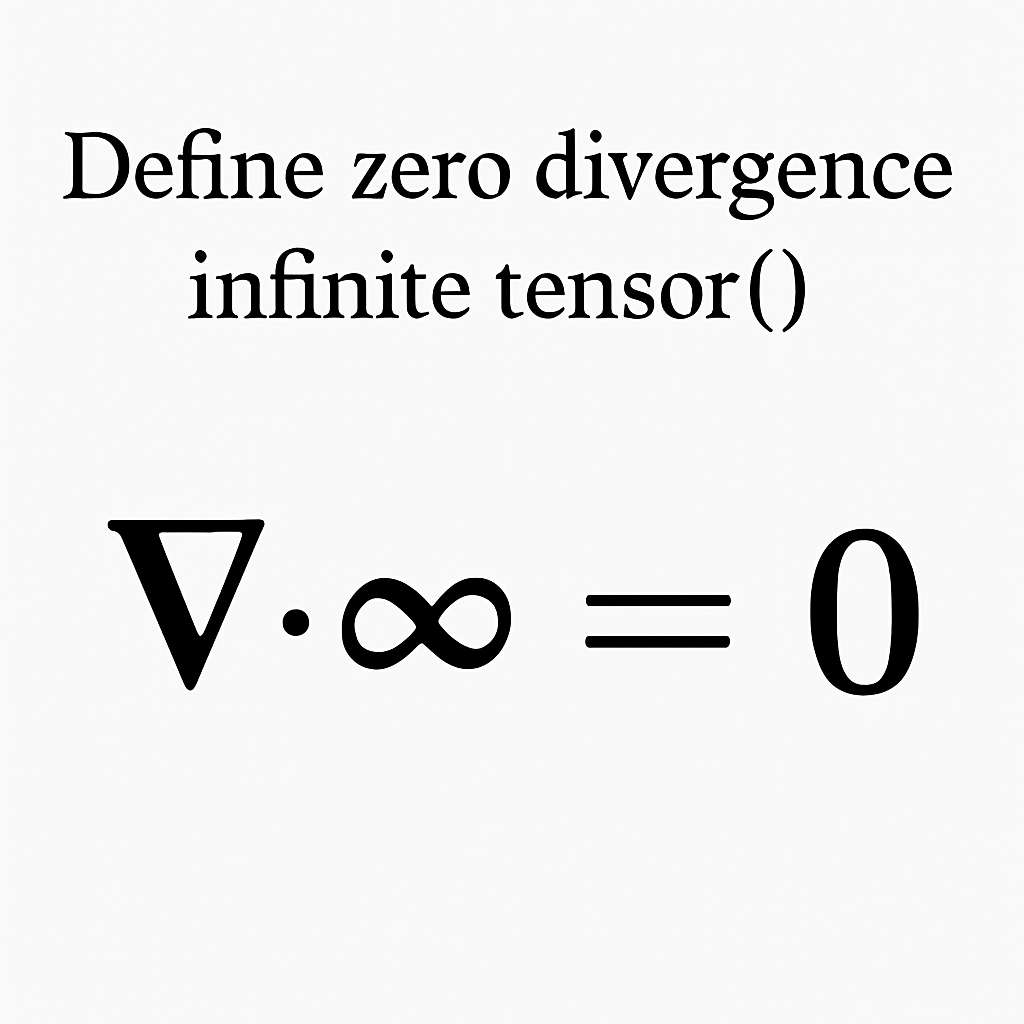 Define zero divergence
infinite tensor()
∇·∞ = 0